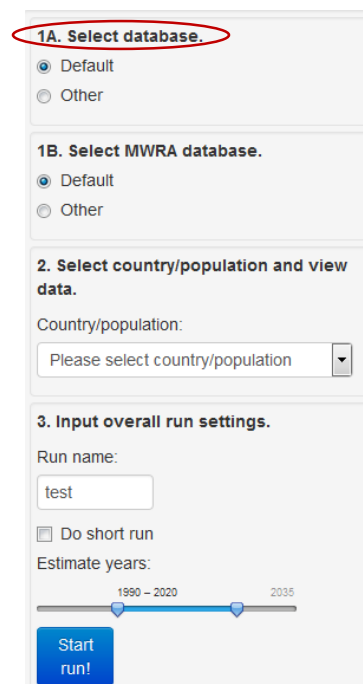 1A. Select database.
Default
Other
1B. Select MWRA database.
Default
Other
2. Select country/population and view
data.
Country/population:
Please select country/population
3. Input overall run settings.
Run name:
test
Do short run
Estimate years:
1990 – 2020 2035
Start
run!